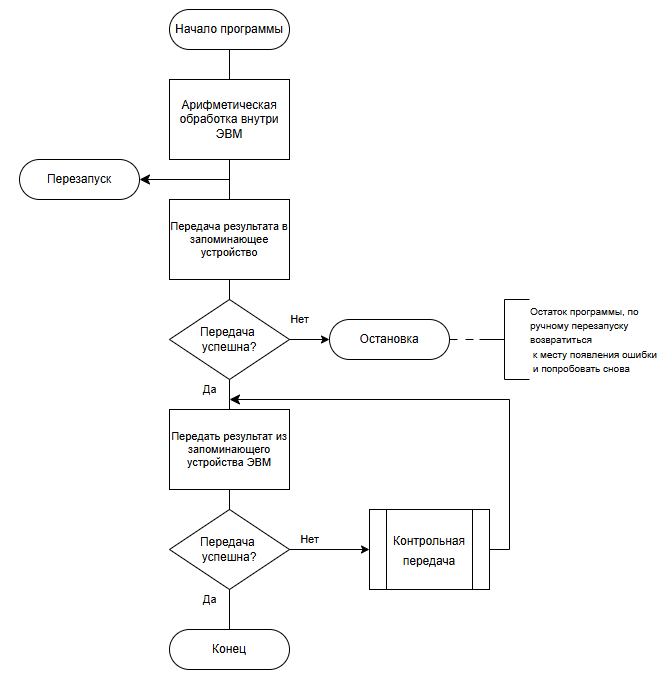 Начало программы
Арифметическая
обработка внутри
ЭВМ
Перезапуск
Передача результата в
запоминающее
устройство
Передача
успешна?
Нет
Остановка
Остаток программы, по
ручному перезапуску
возвратиться
к месту появления ошибки
и попробовать снова
Да
Передать результат из
запоминающего
устройства ЭВМ
Передача
успешна?
Нет
Контрольная
передача
Да
Конец